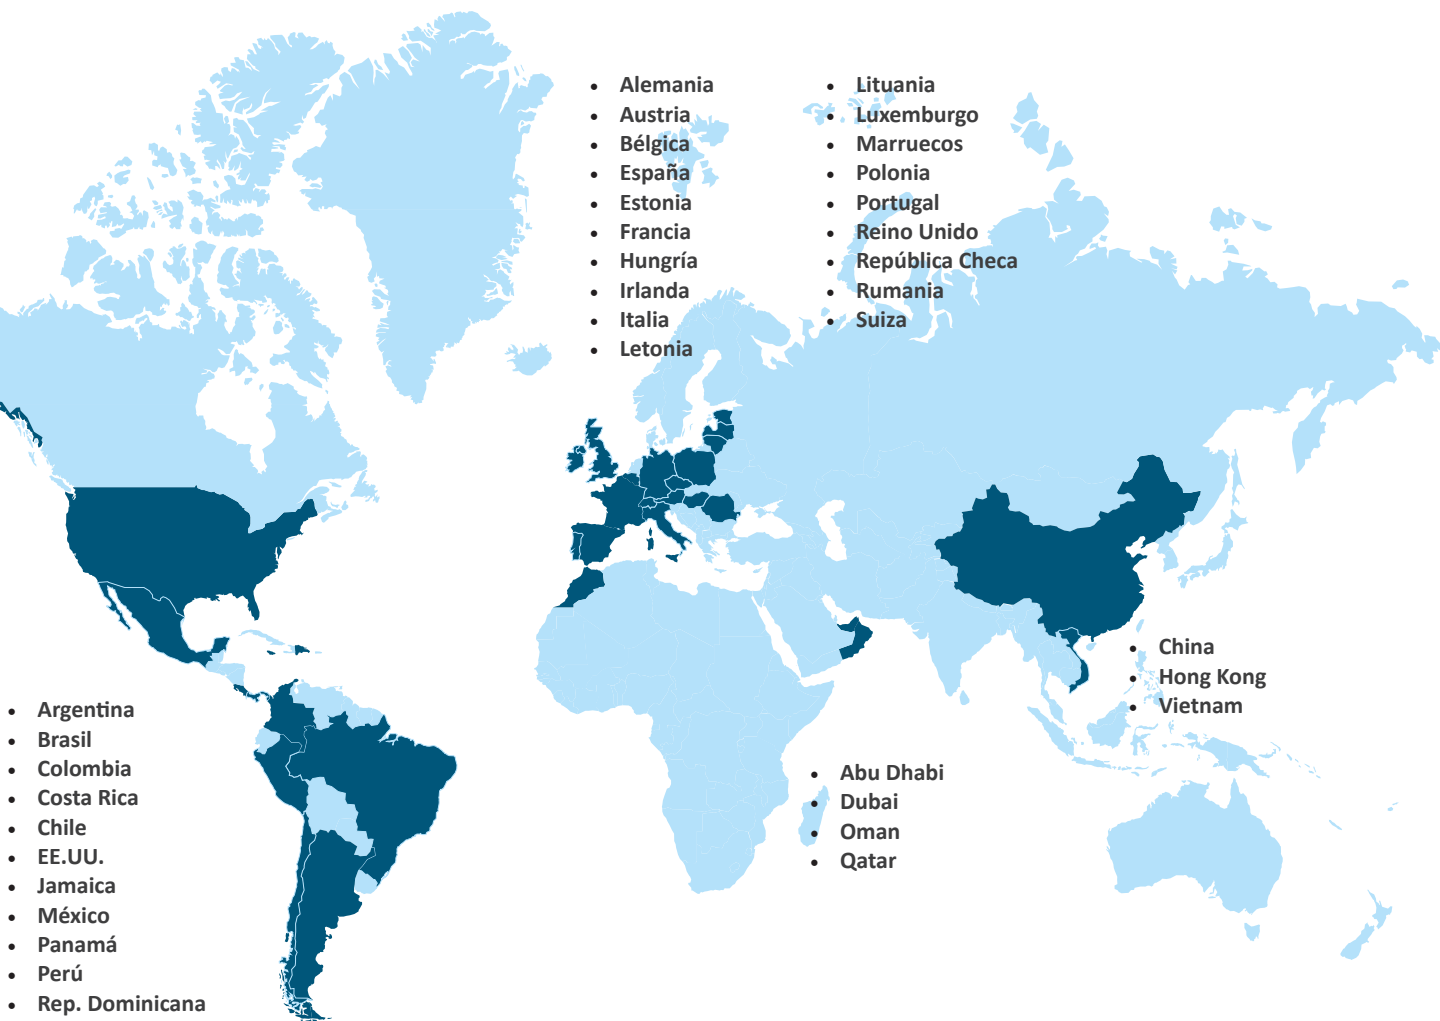 • Alemania
• Austria
• Bélgica
• España
• Estonia
• Francia
• Hungría
• Irlanda
• Italia
• Letonia
• Lituania
• Luxemburgo
• Marruecos
• Polonia
• Portugal
• Reino Unido
• República Checa
• Rumania
• Suiza
• China
• Hong Kong
• Vietnam
• Argentina
• Brasil
• Colombia
• Costa Rica
• Chile
• EE.UU.
• Jamaica
• México
• Panamá
• Perú
• Rep. Dominicana
• Abu Dhabi
• Dubai
• Oman
• Qatar